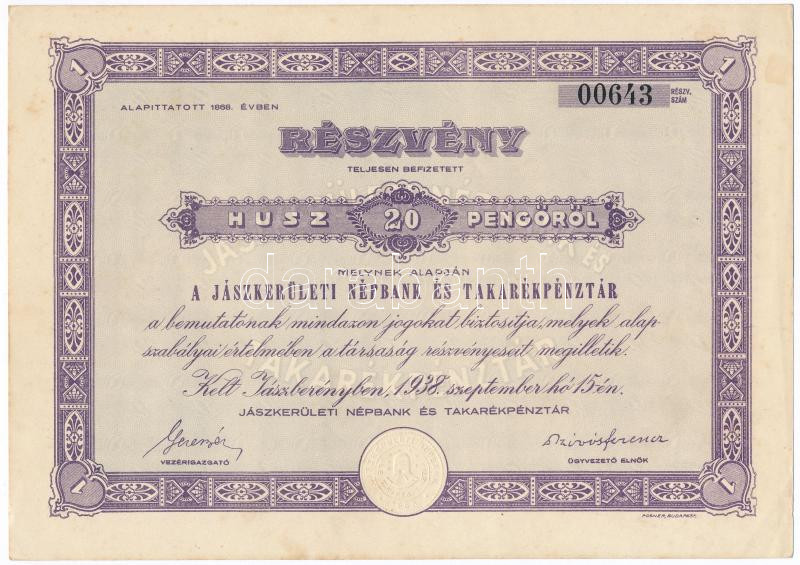 1
1
ALAPITTATOTT 1868. ÉVBEN
00643 RÉSZV. SZÁM
RÉSZVÉNY
TELJESEN BEFIZETETT
HUSZ 20 PENGŐRŐL
MELYNEK ALAPJÁN
A JÁSZKERÜLETI NÉPBANK ÉS TAKARÉKPÉNZTÁR
a bemutatónak mindazon jogokat biztosítja, melyek alap-
szabályai értelmében a társaság részvényeseit megilletik.
Kelt Jászberényben, 1938. szeptember hó 15-én.
JÁSZKERÜLETI NÉPBANK ÉS TAKARÉKPÉNZTÁR
VEZÉRIGAZGATÓ
ÜGYVEZETŐ ELNÖK
1
1
POSNER, BUDAPEST.
darabanth